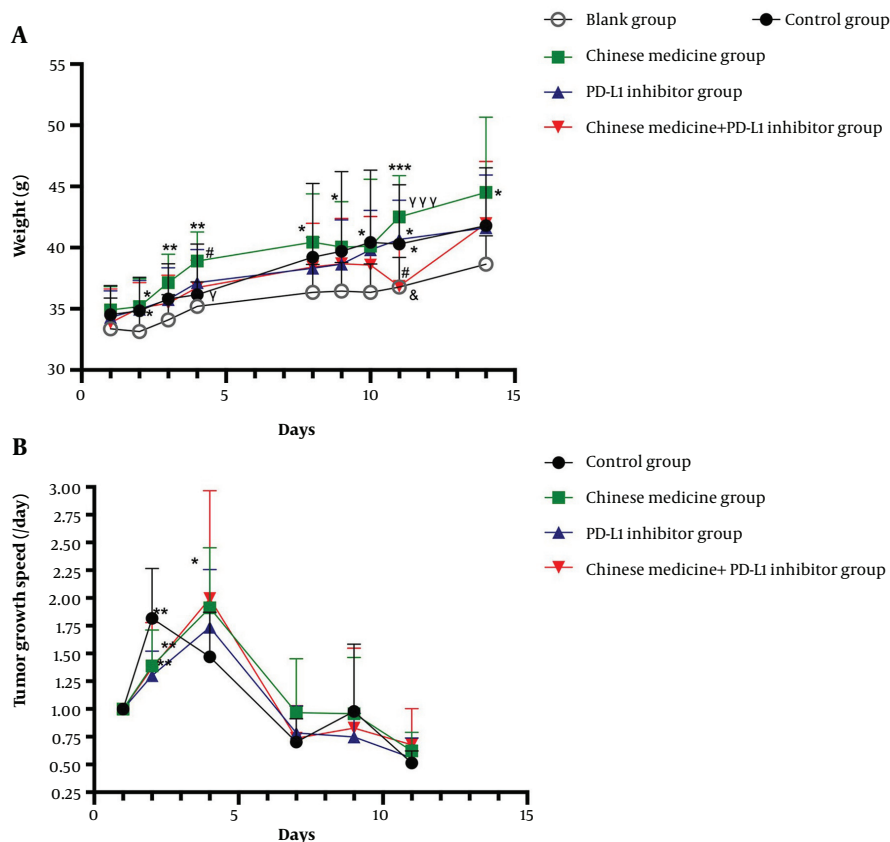 A
Blank group
Control group
Chinese medicine group
PD-L1 inhibitor group
Chinese medicine+PD-L1 inhibitor group
55
50
45
40
35
30
Weight (g)
*
*
**
**
#
γ
*
*
*
***
γ γ γ
*
*
#
&
*
0
5
10
15
Days
B
Control group
Chinese medicine group
PD-L1 inhibitor group
Chinese medicine+ PD-L1 inhibitor group
3.00
2.75
2.50
2.25
2.00
1.75
1.50
1.25
1.00
0.75
0.50
0.25
Tumor growth speed (/day)
**
**
**
*
0
5
10
15
Days